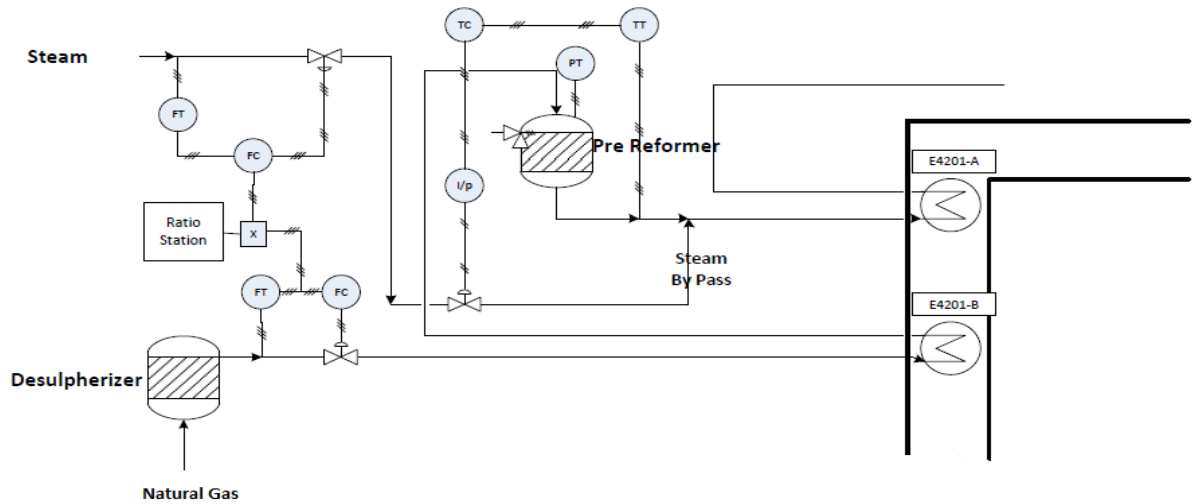 TC
TT
Steam
PT
FT
Pre Reformer
FC
E4201-A
I/p
Ratio
Station
X
Steam
By Pass
FT
FC
E4201-B
Desulpherizer
Natural Gas